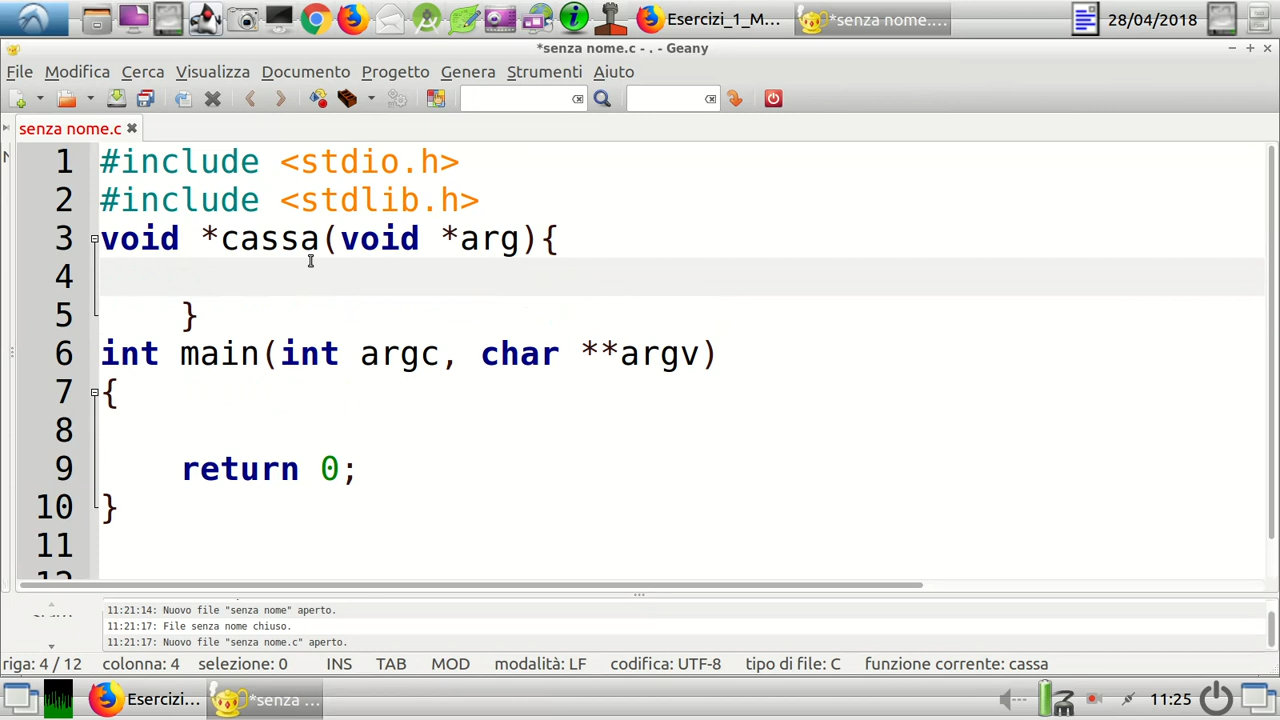 Esercizi_1_M...
*senza nome....
28/04/2018
*senza nome.c - . - Geany
File Modifica Cerca Visualizza Documento Progetto Genera Strumenti Aiuto
senza nome.c
1 #include <stdio.h>
2 #include <stdlib.h>
3 void *cassa(void *arg){
4
5 }
6 int main(int argc, char **argv)
7 {
8
9 return 0;
10 }
11
11:21:14: Nuovo file "senza nome" aperto.
11:21:17: File senza nome chiuso.
11:21:17: Nuovo file "senza nome.c" aperto.
riga: 4 / 12 colonna: 4 selezione: 0 INS TAB MOD modalità: LF codifica: UTF-8 tipo di file: C funzione corrente: cassa
Esercizi... *senza ... 11:25